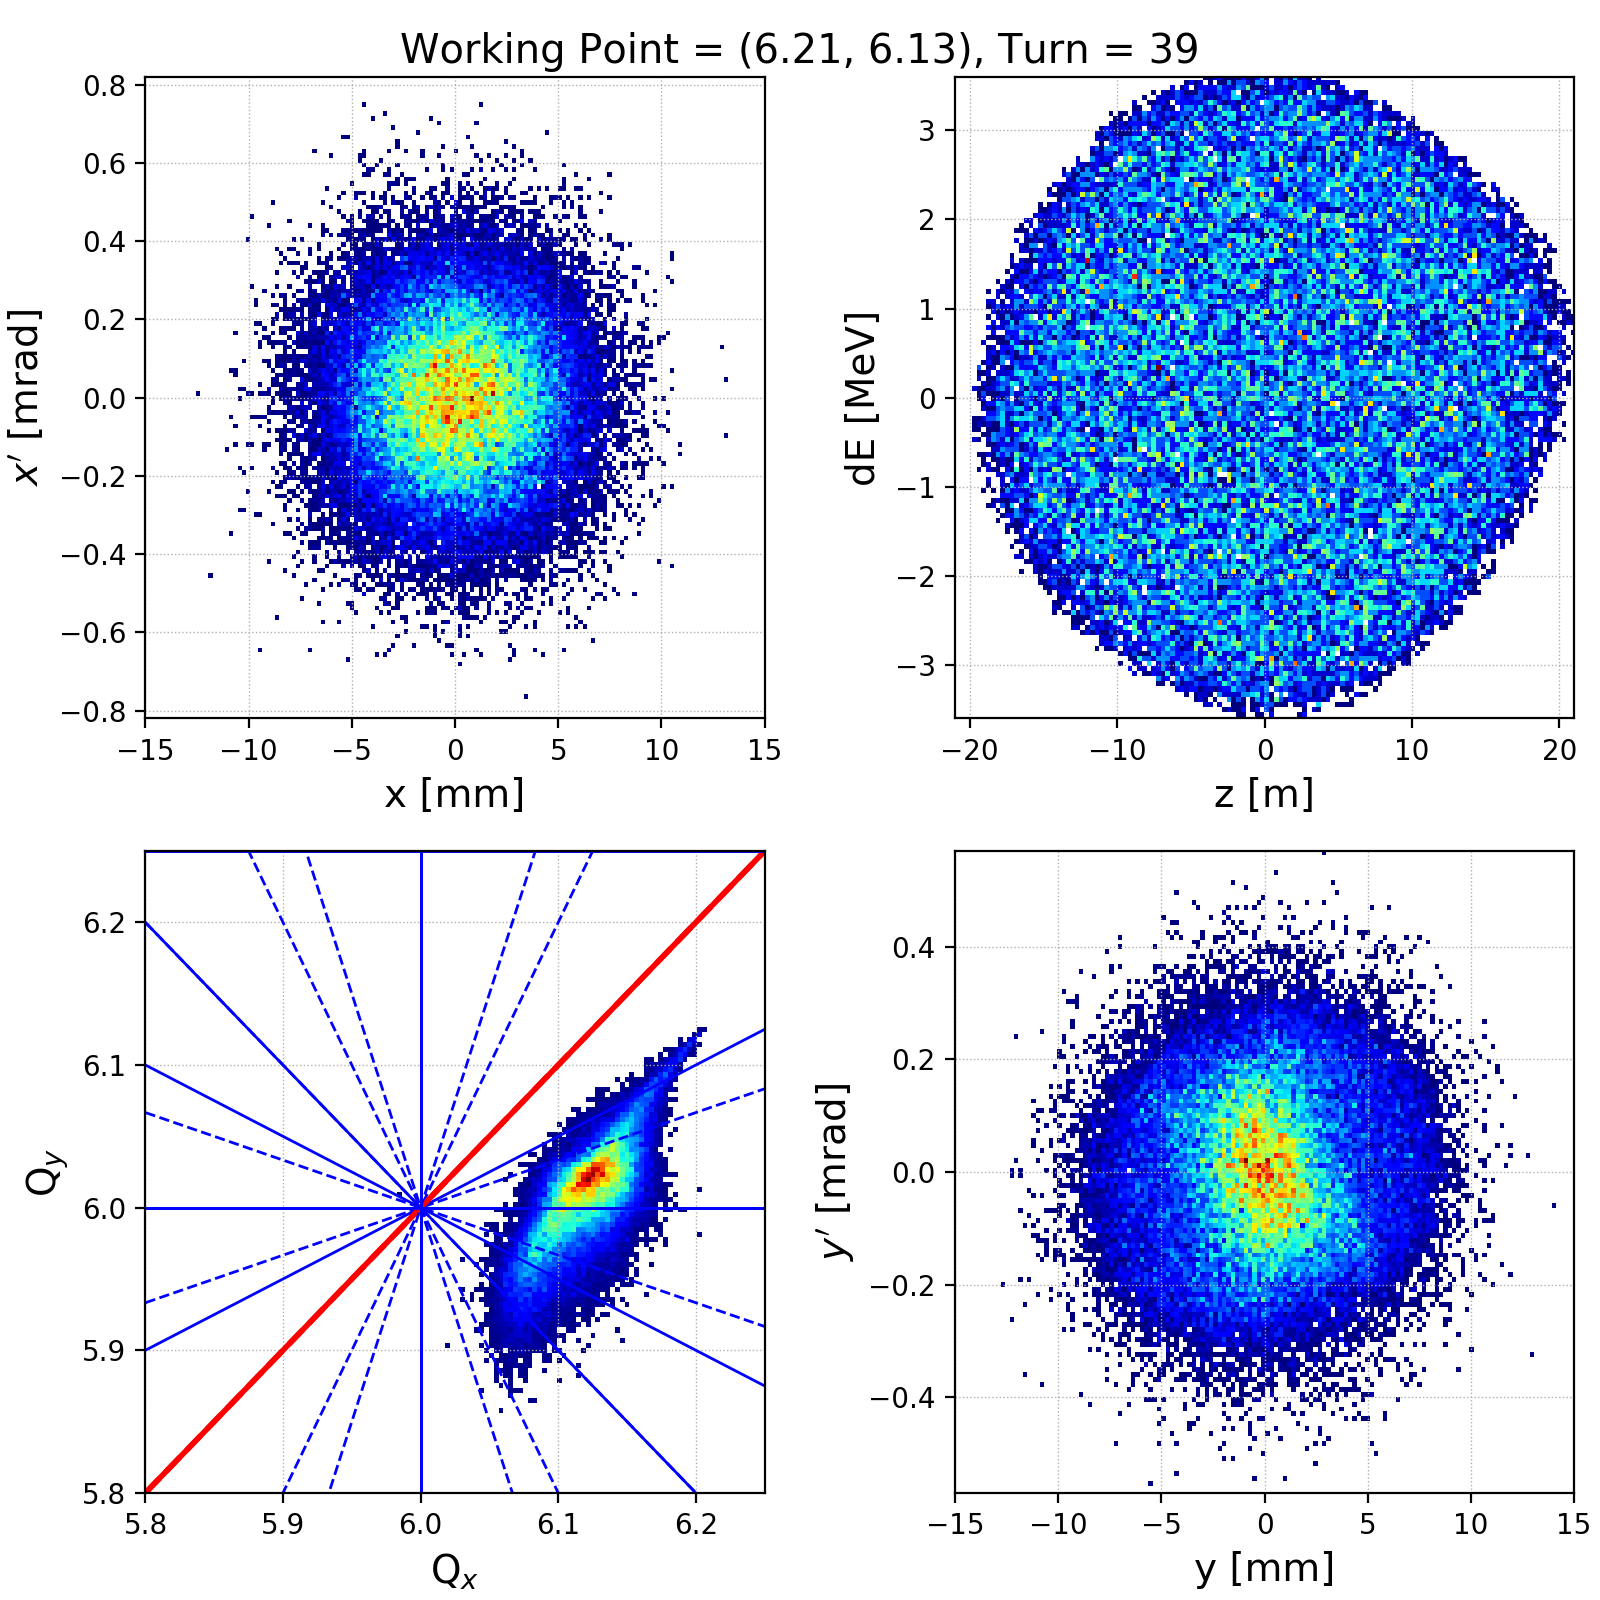 Working Point = (6.21, 6.13), Turn = 39
0.8
0.6
0.4
0.2
0.0
−0.2
−0.4
−0.6
−0.8
x′ [mrad]
−15 −10 −5 0 5 10 15
x [mm]
3
2
1
0
−1
−2
−3
dE [MeV]
−20 −10 0 10 20
z [m]
6.2
6.1
6.0
5.9
5.8
Qy
5.8 5.9 6.0 6.1 6.2
Qx
0.4
0.2
0.0
−0.2
−0.4
y′ [mrad]
−15 −10 −5 0 5 10 15
y [mm]